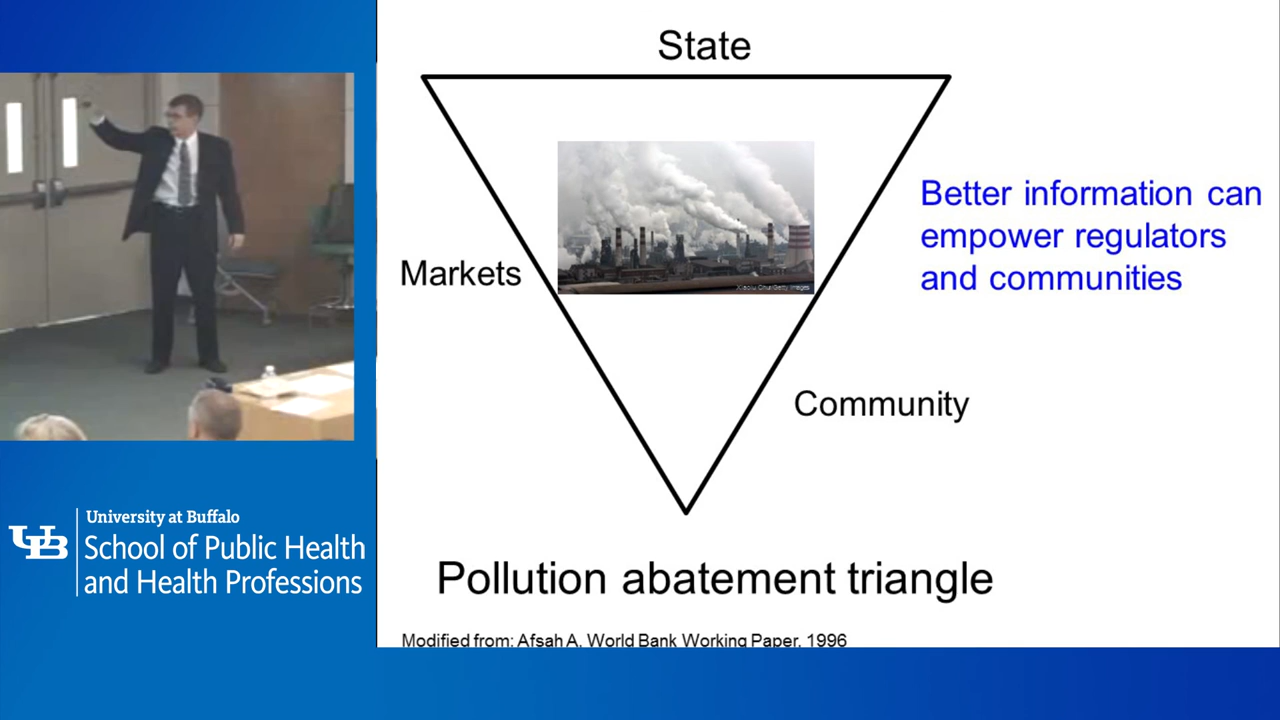 State
Markets
Better information can
empower regulators
and communities
Community
Pollution abatement triangle
Modified from: Afsah A. World Bank Working Paper. 1996
UB
University at Buffalo
School of Public Health
and Health Professions